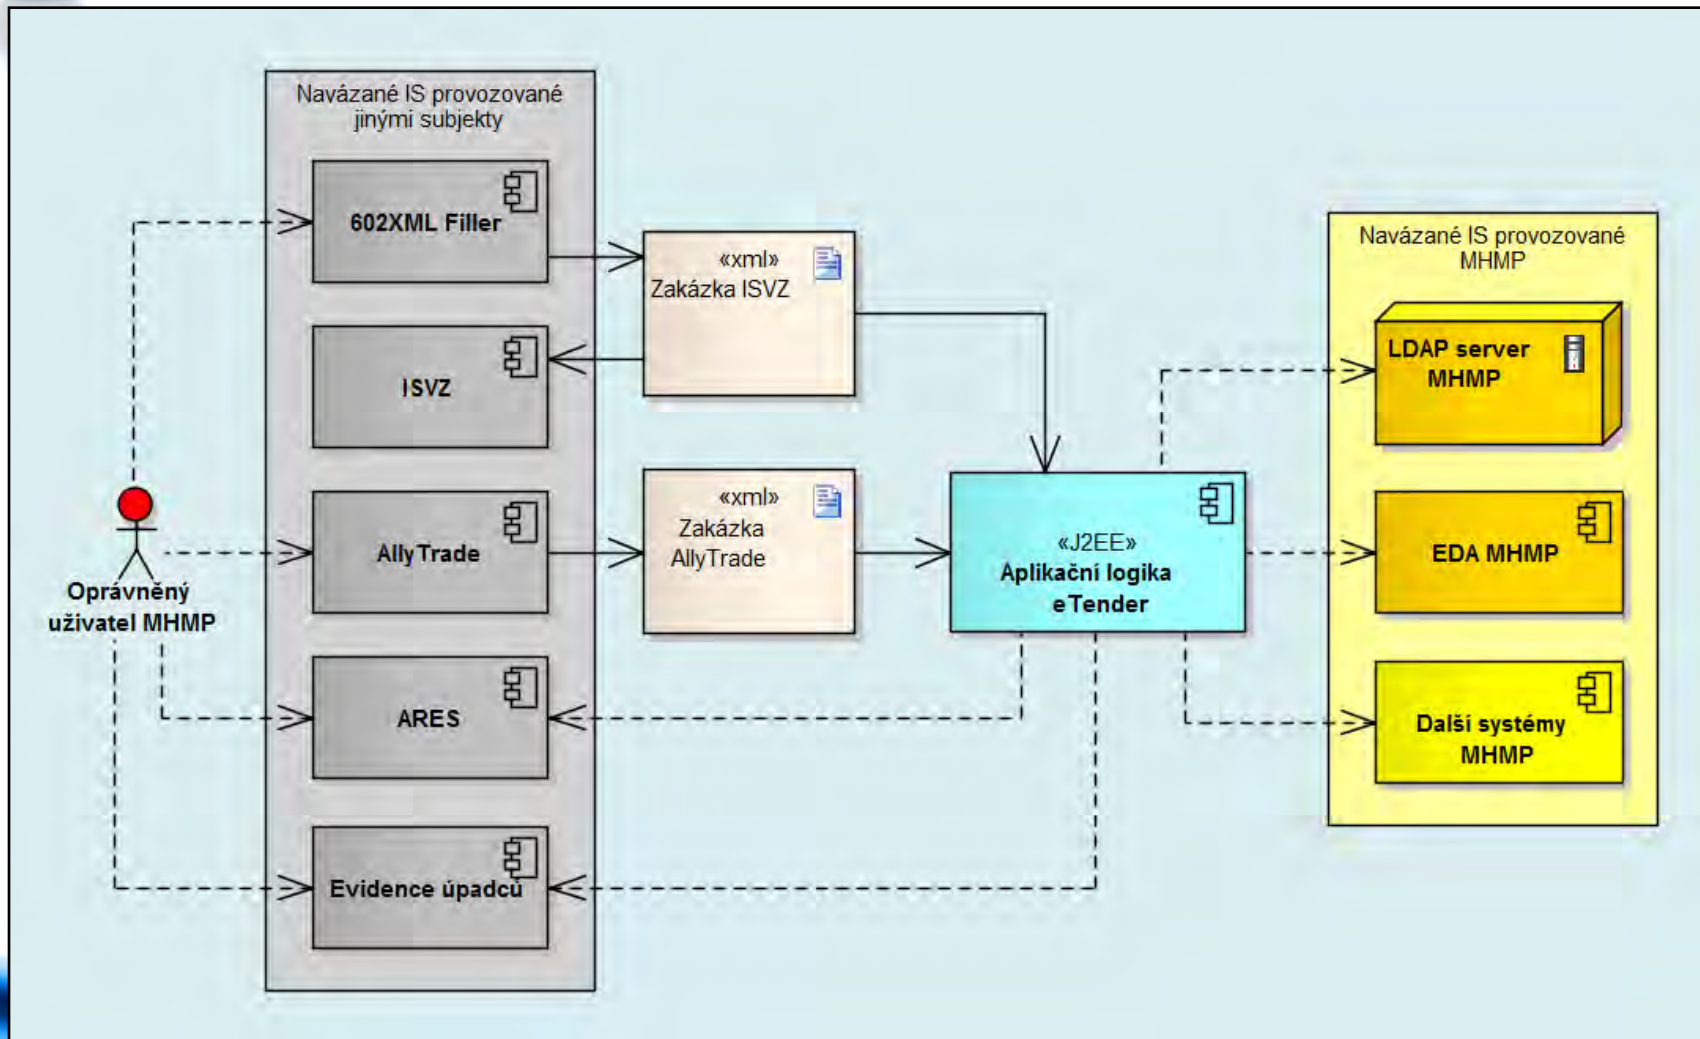 Navázané IS provozované
jinými subjekty
602XML Filler
ISVZ
AllyTrade
ARES
Evidence úpadců
Oprávněný
uživatel MHMP
«xml»
Zakázka ISVZ
«xml»
Zakázka
AllyTrade
«J2EE»
Aplikační logika
eTender
Navázané IS provozované
MHMP
LDAP server
MHMP
EDA MHMP
Další systémy
MHMP